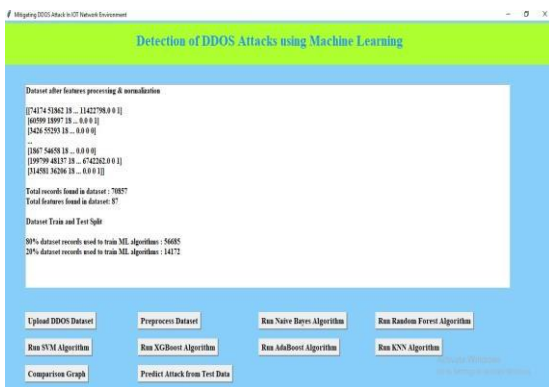 Mitigating DDOS Attack in IOT Network Environment
Detection of DDOS Attacks using Machine Learning
Dataset after features processing & normalization
[[74174 51862 18 ... 11422798.0 0 1]
[60599 18997 18 ... 0.0 0 1]
[3426 55293 18 ... 0.0 0 0]
...
[1867 54658 18 ... 0.0 0 0]
[199799 48137 18 ... 6742262.0 0 1]
[314581 36206 18 ... 0.0 0 1]]
Total records found in dataset : 70857
Total features found in dataset: 87
Dataset Train and Test Split
80% dataset records used to train ML algorithms : 56685
20% dataset records used to train ML algorithms : 14172
Upload DDOS Dataset
Preprocess Dataset
Run Naive Bayes Algorithm
Run Random Forest Algorithm
Run SVM Algorithm
Run XGBoost Algorithm
Run AdaBoost Algorithm
Run KNN Algorithm
Comparison Graph
Predict Attack from Test Data